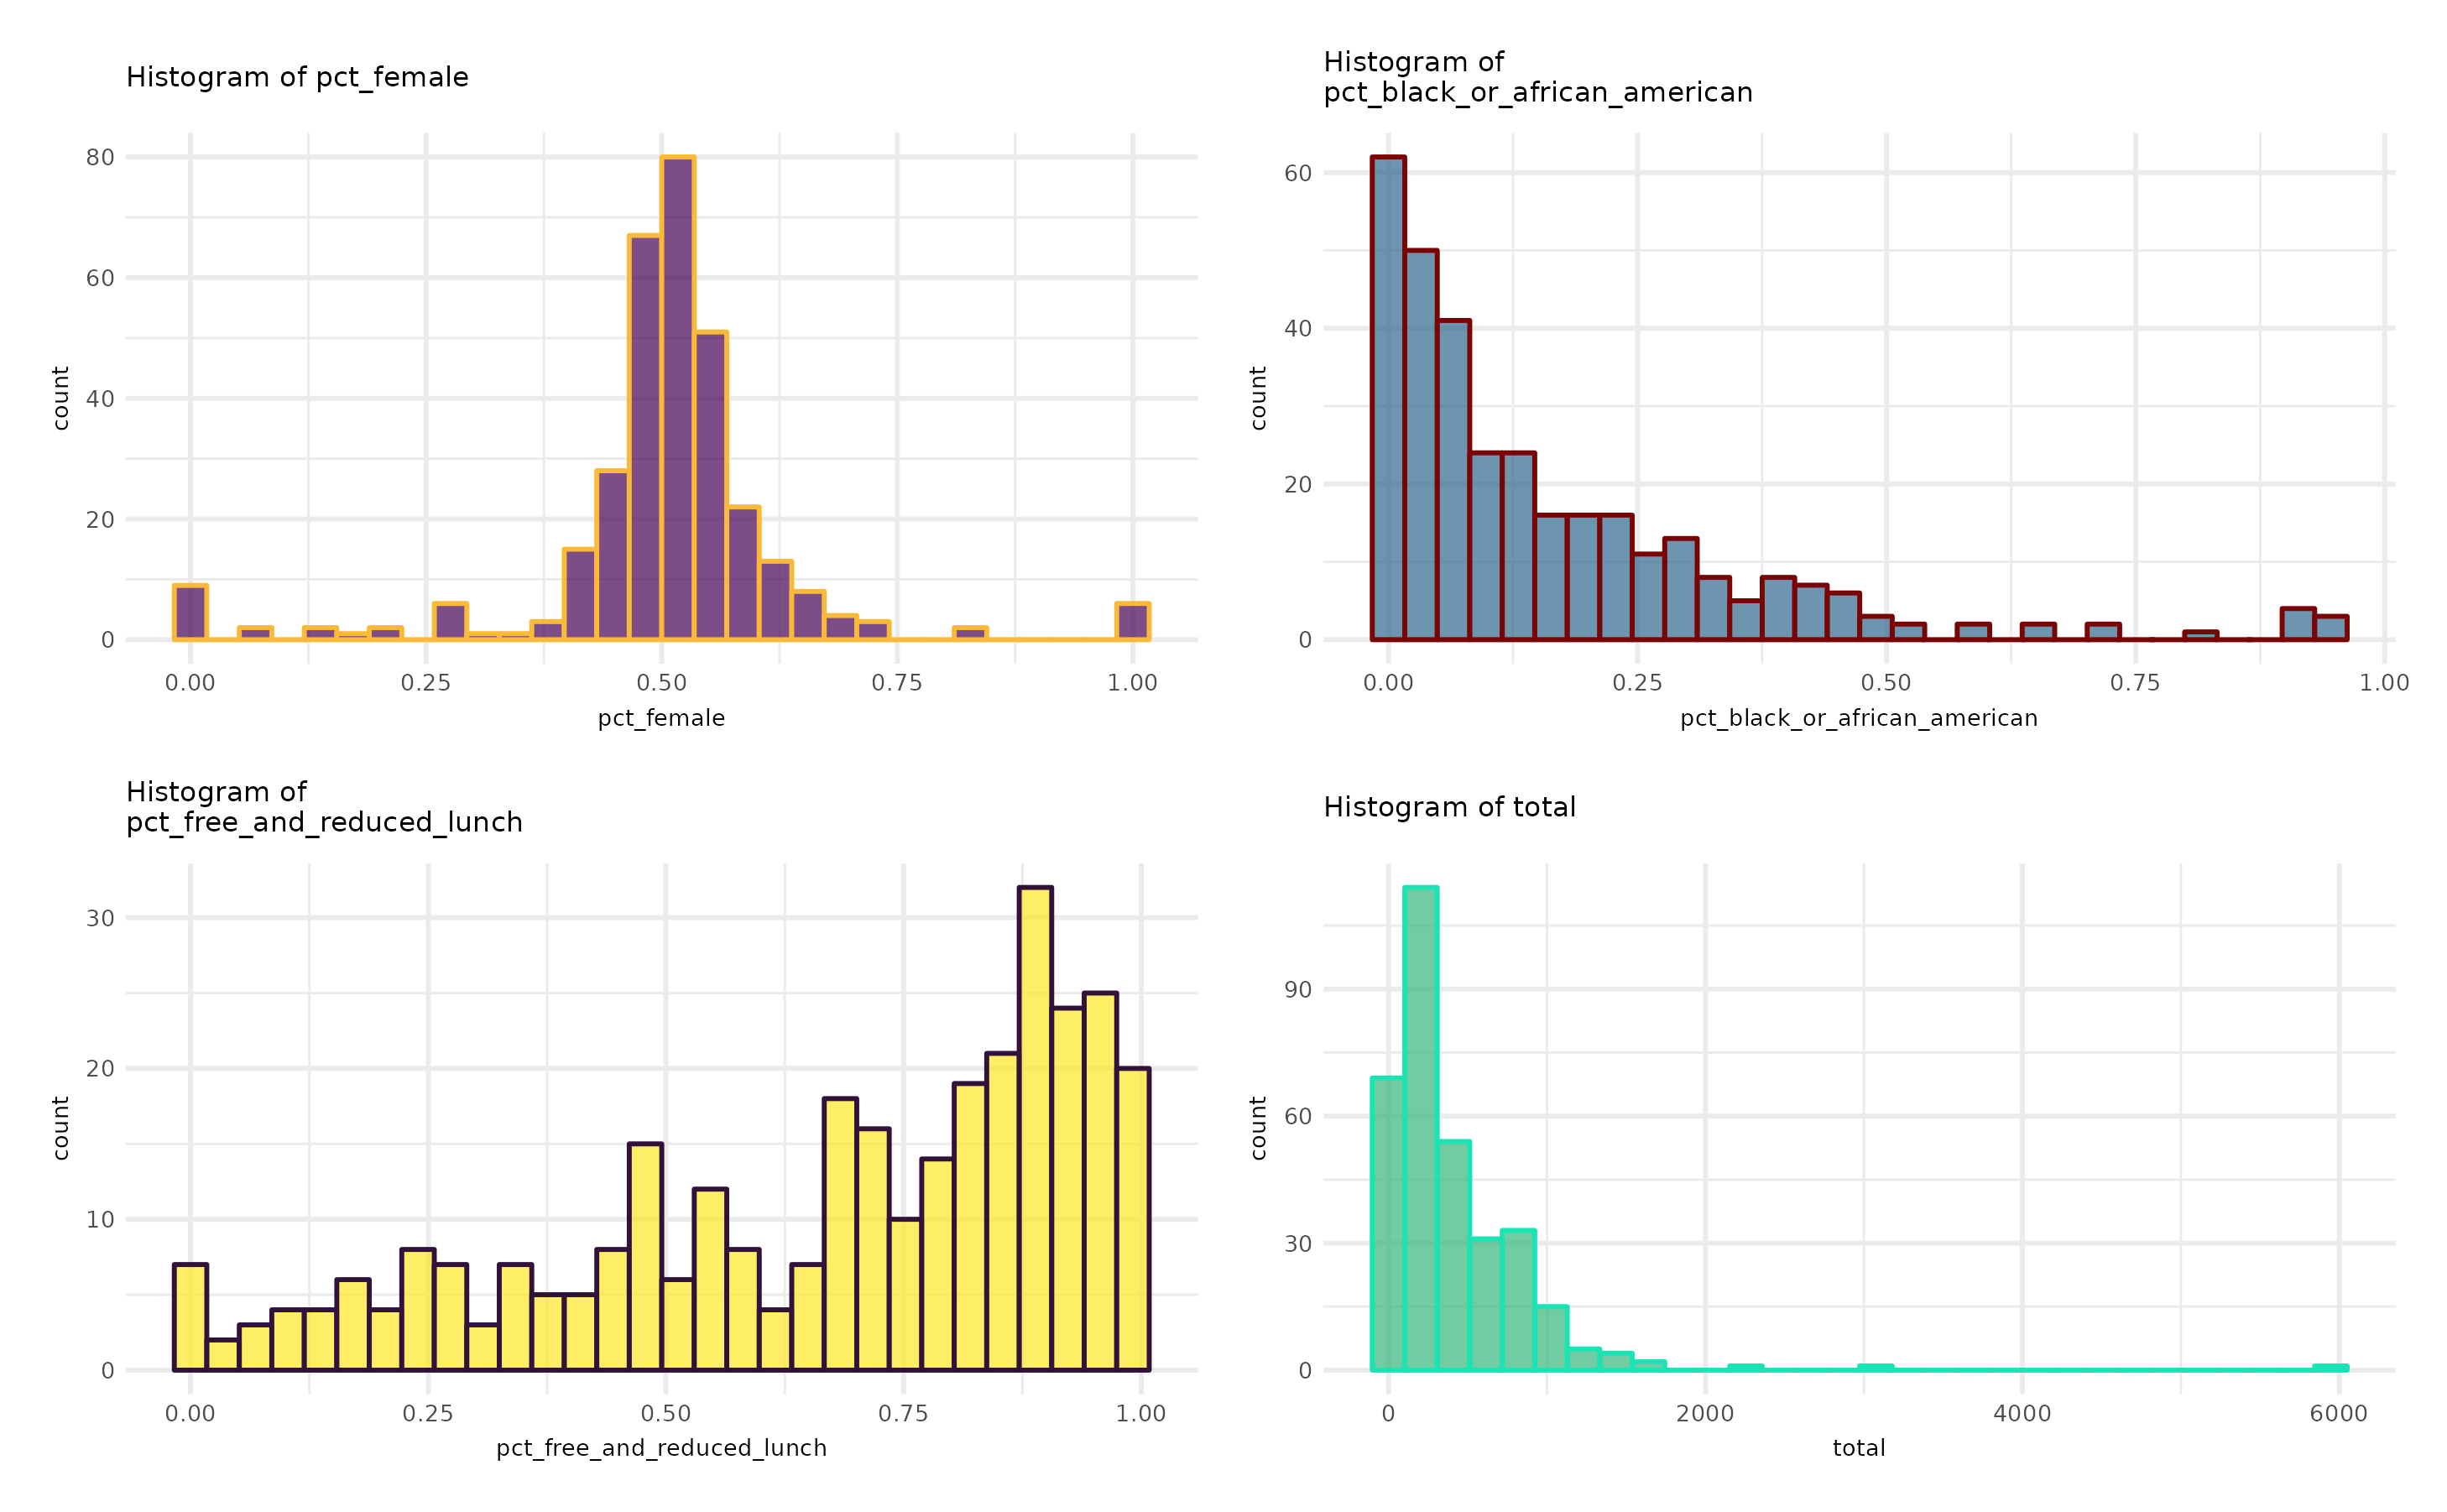 Histogram of pct_female
80
60
40
20
0
count
0.00 0.25 0.50 0.75 1.00
pct_female
Histogram of
pct_black_or_african_american
60
40
20
0
count
0.00 0.25 0.50 0.75 1.00
pct_black_or_african_american
Histogram of
pct_free_and_reduced_lunch
30
20
10
0
count
0.00 0.25 0.50 0.75 1.00
pct_free_and_reduced_lunch
Histogram of total
90
60
30
0
count
0 2000 4000 6000
total